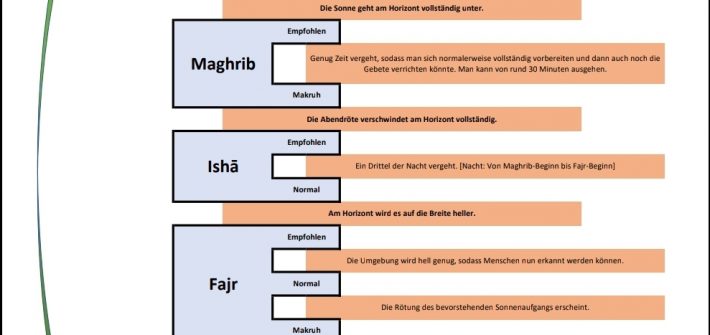 Die Sonne geht am Horizont vollständig unter.
Empfohlen
Maghrib
Genug Zeit vergeht, sodass man sich normalerweise vollständig vorbereiten und dann auch noch die
Gebete verrichten könnte. Man kann von rund 30 Minuten ausgehen.
Makruh
Die Abendröte verschwindet am Horizont vollständig.
Empfohlen
Ishā
Ein Drittel der Nacht vergeht. [Nacht: Von Maghrib-Beginn bis Fajr-Beginn]
Normal
Am Horizont wird es auf die Breite heller.
Empfohlen
Die Umgebung wird hell genug, sodass Menschen nun erkannt werden können.
Fajr
Normal
Die Rötung des bevorstehenden Sonnenaufgangs erscheint.
Makruh